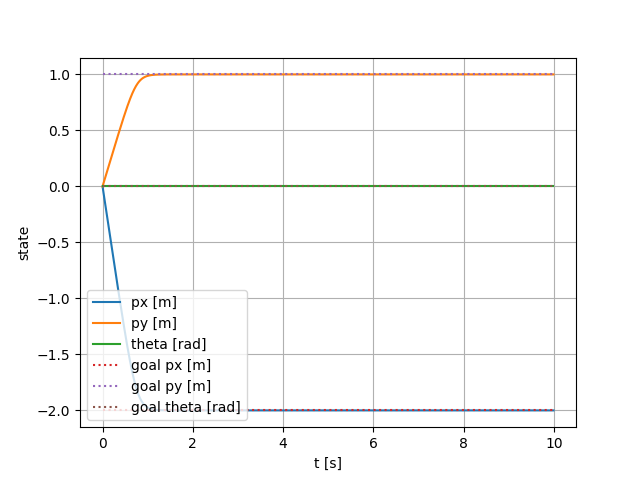 1.0
0.5
0.0
−0.5
−1.0
−1.5
−2.0
state
px [m]
py [m]
theta [rad]
goal px [m]
goal py [m]
goal theta [rad]
0 2 4 6 8 10
t [s]